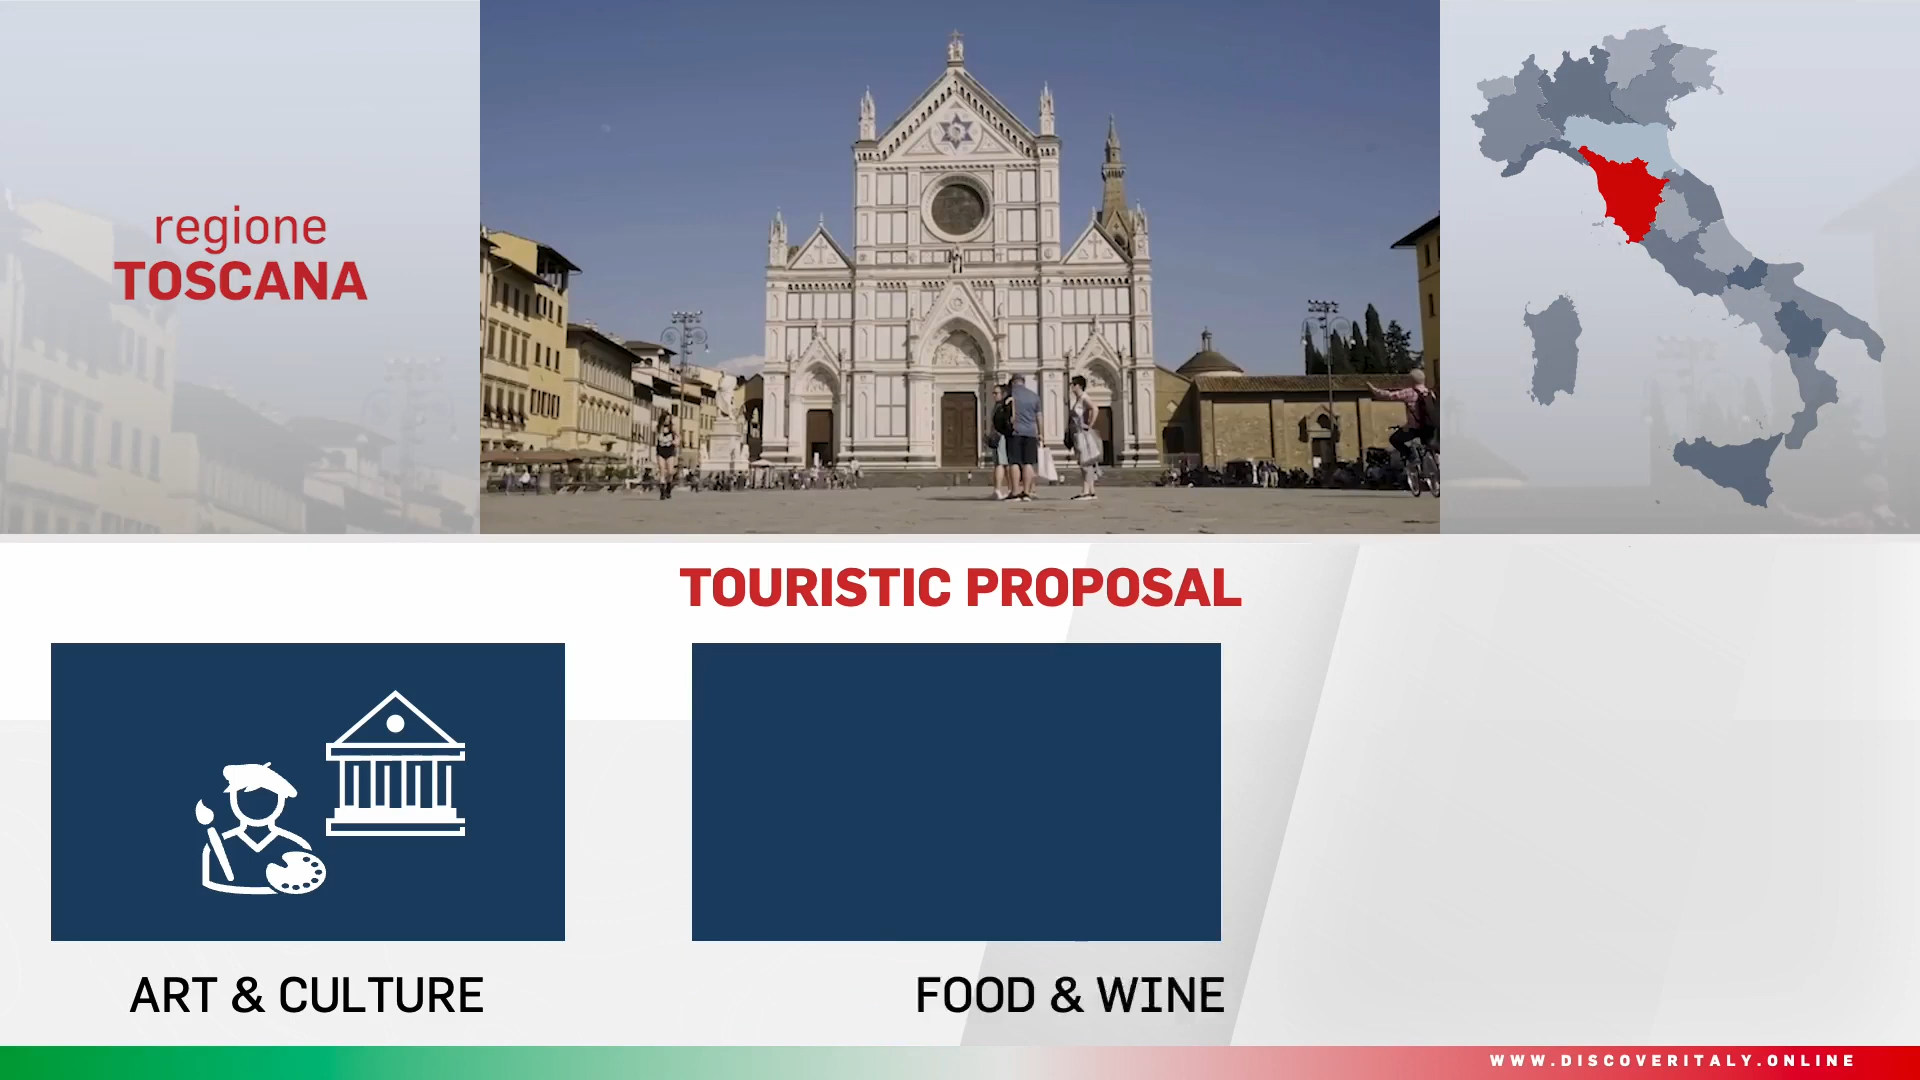 regione
TOSCANA
TOURISTIC PROPOSAL
ART & CULTURE
FOOD & WINE
WWW.DISCOVERITALY.ONLINE